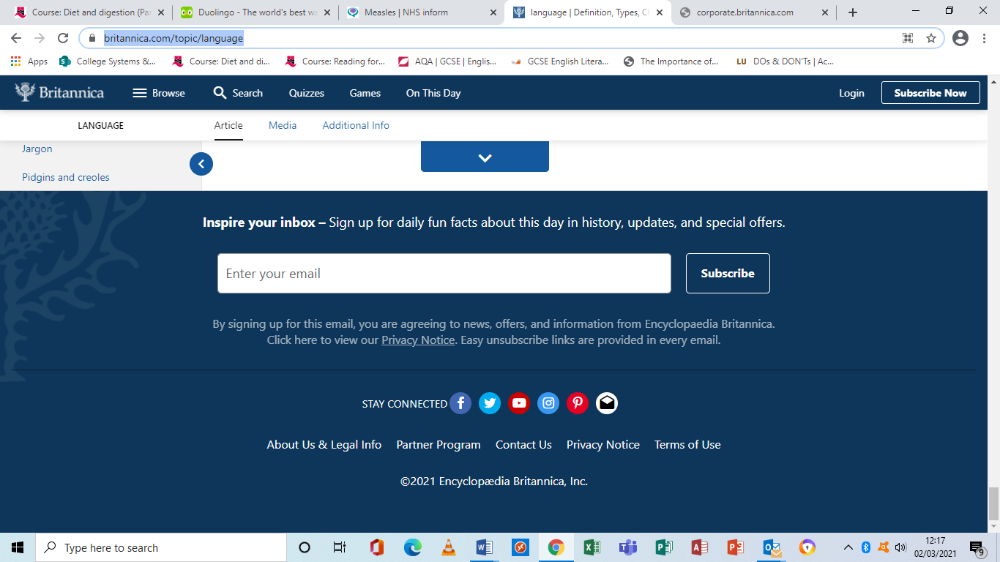 Course: Diet and digestion (Pa
Duolingo - The world's best wa
Measles | NHS inform
language | Definition, Types, Ch
corporate.britannica.com
britannica.com/topic/language
Apps
College Systems &...
Course: Diet and di...
Course: Reading for...
AQA | GCSE | Englis...
GCSE English Litera...
The Importance of...
LU DOs & DON'Ts | Ac...
Britannica
Browse
Search
Quizzes
Games
On This Day
Login
Subscribe Now
LANGUAGE
Article
Media
Additional Info
Jargon
Pidgins and creoles
Inspire your inbox – Sign up for daily fun facts about this day in history, updates, and special offers.
Enter your email
Subscribe
By signing up for this email, you are agreeing to news, offers, and information from Encyclopaedia Britannica.
Click here to view our Privacy Notice. Easy unsubscribe links are provided in every email.
STAY CONNECTED
About Us & Legal Info
Partner Program
Contact Us
Privacy Notice
Terms of Use
©2021 Encyclopædia Britannica, Inc.
Type here to search
12:17
02/03/2021
9